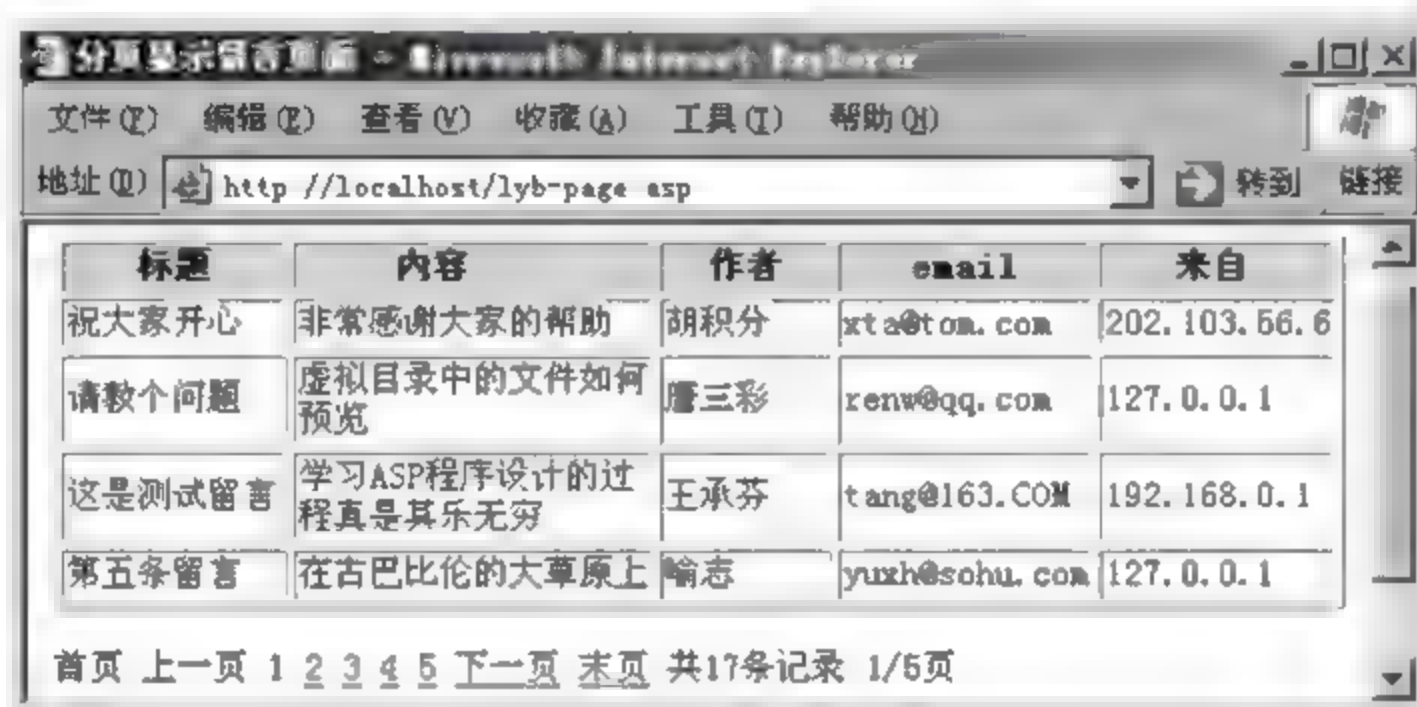 分页显示留言页面 - Microsoft Internet Explorer
文件(F) 编辑(E) 查看(V) 收藏(A) 工具(T) 帮助(H)
地址(D) http //localhost/lyb-page asp 转到 链接
标题 内容 作者 email 来自
祝大家开心 非常感谢大家的帮助 胡积分 xta@tom.com 202.103.56.6
请教个问题 虚拟目录中的文件如何
预览 唐三彩 renw@qq.com 127.0.0.1
这是测试留言 学习ASP程序设计的过
程真是其乐无穷 王承芬 tang@163.COM 192.168.0.1
第五条留言 在古巴比伦的大草原上 喻志 yuxh@sohu.com 127.0.0.1
首页 上一页 1 2 3 4 5 下一页 末页 共17条记录 1/5页